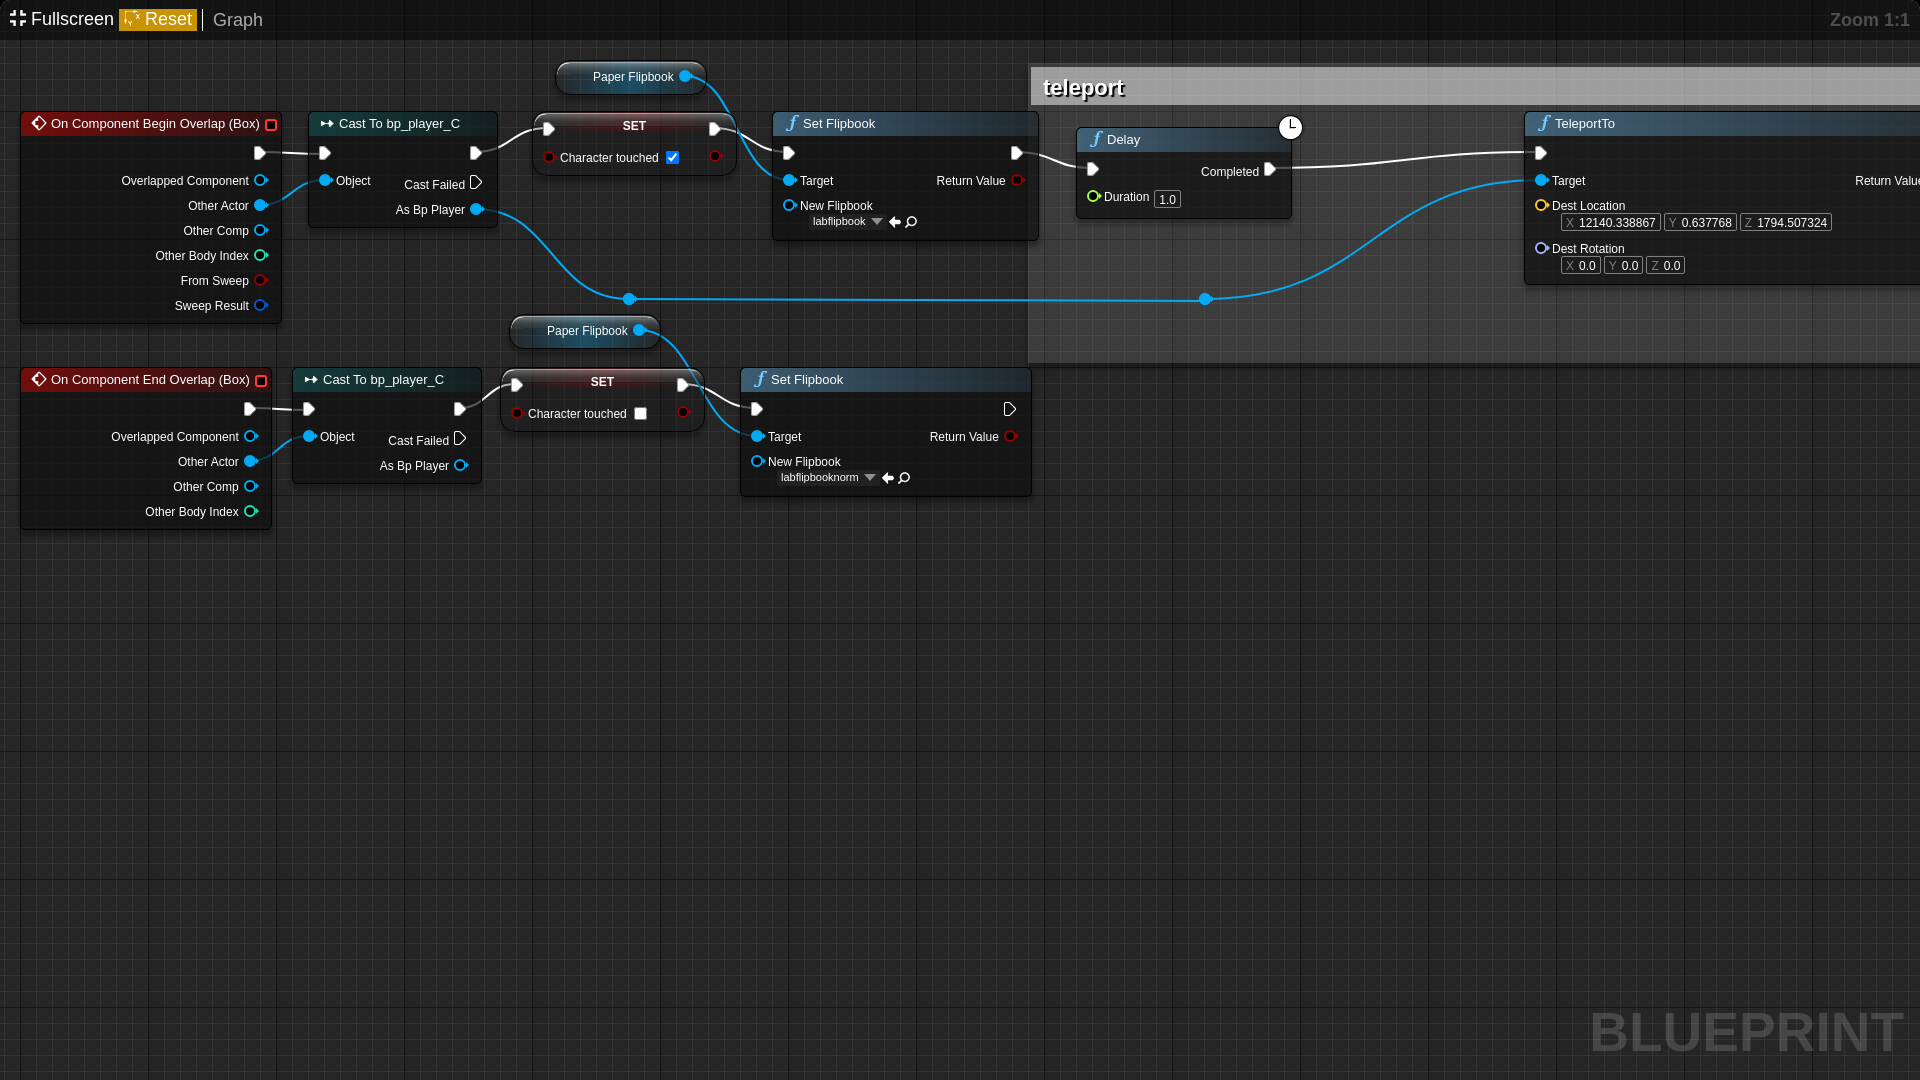 Fullscreen Reset Graph Zoom 1:1
Paper Flipbook
teleport
On Component Begin Overlap (Box)
Overlapped Component
Other Actor
Other Comp
Other Body Index
From Sweep
Sweep Result
Cast To bp_player_C
Object
Cast Failed
As Bp Player
SET
Character touched
Set Flipbook
Target
Return Value
New Flipbook
labflipbook
Delay
Completed
Duration 1.0
TeleportTo
Target
Return Value
Dest Location
X 12140.338867 Y 0.637768 Z 1794.507324
Dest Rotation
X 0.0 Y 0.0 Z 0.0
Paper Flipbook
On Component End Overlap (Box)
Overlapped Component
Other Actor
Other Comp
Other Body Index
Cast To bp_player_C
Object
Cast Failed
As Bp Player
SET
Character touched
Set Flipbook
Target
Return Value
New Flipbook
labflipbooknorm
BLUEPRINT